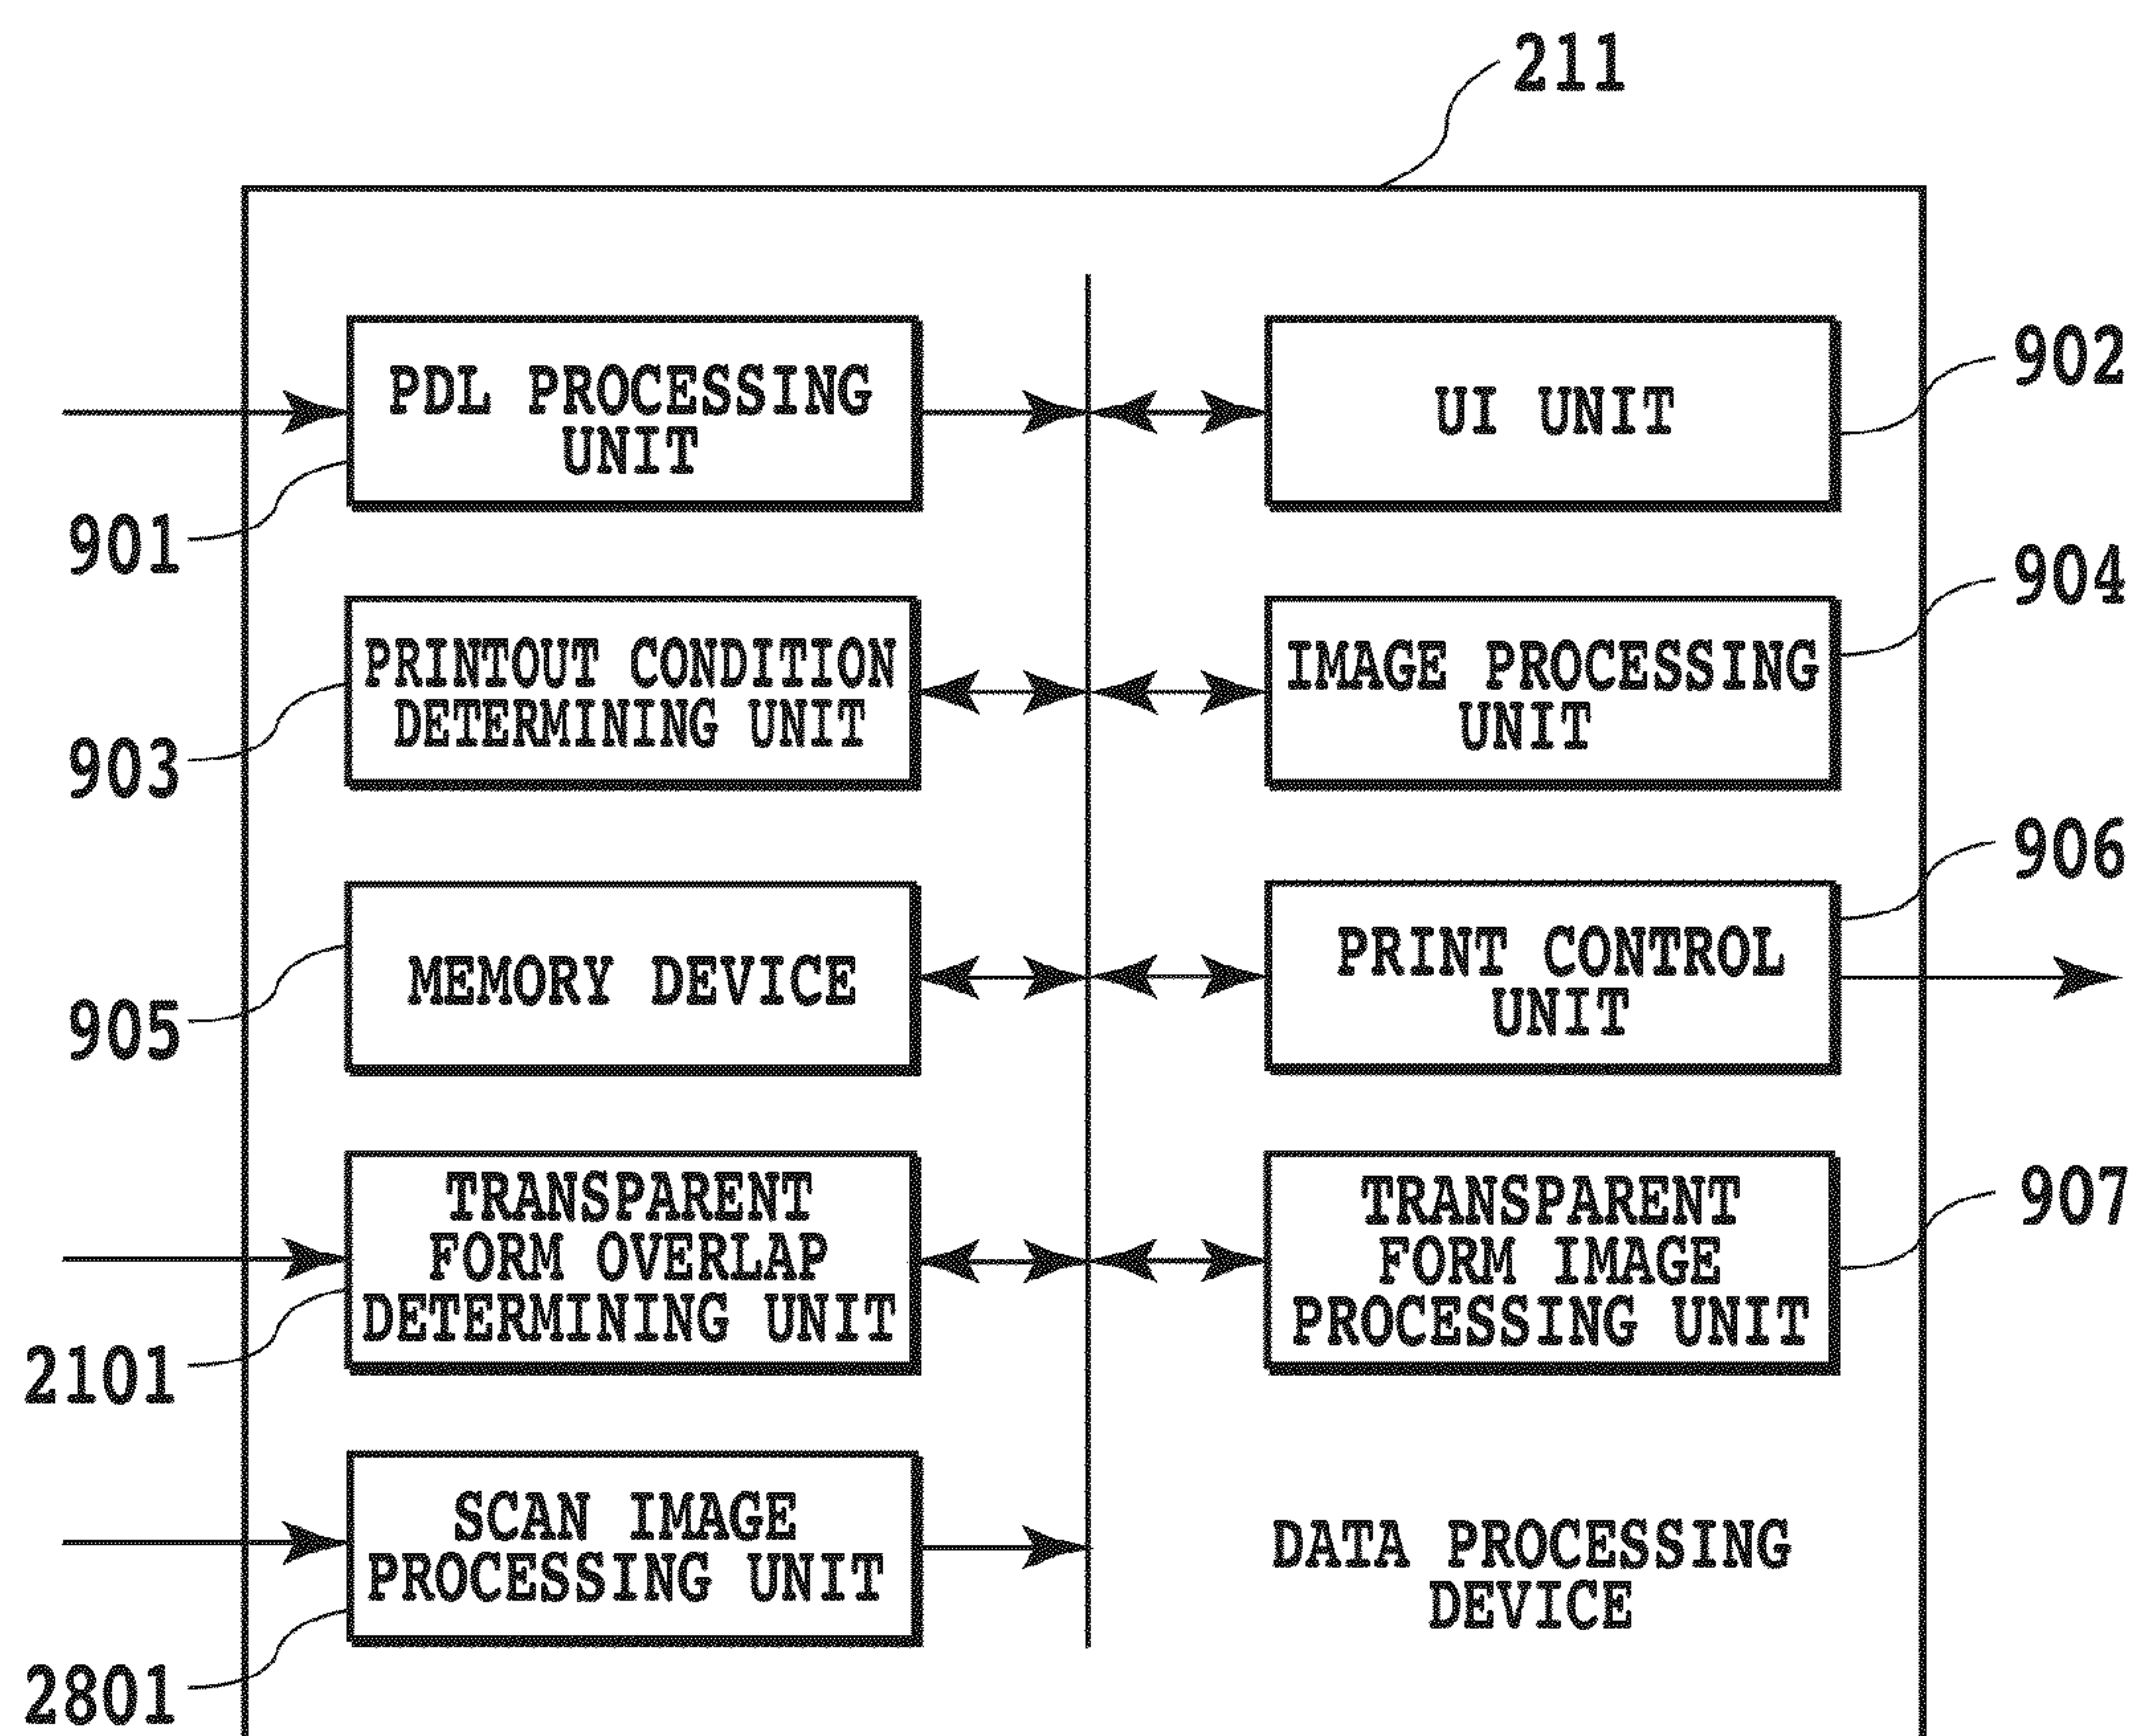 211
PDL PROCESSING
UNIT
901
UI UNIT
902
PRINTOUT CONDITION
DETERMINING UNIT
903
IMAGE PROCESSING
UNIT
904
MEMORY DEVICE
905
PRINT CONTROL
UNIT
906
TRANSPARENT
FORM OVERLAP
DETERMINING UNIT
2101
TRANSPARENT
FORM IMAGE
PROCESSING UNIT
907
SCAN IMAGE
PROCESSING UNIT
2801
DATA PROCESSING
DEVICE